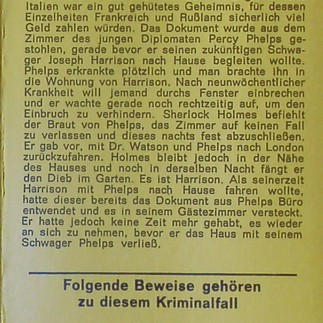 Italien war ein gut gehütetes Geheimnis, für dessen
Einzelheiten Frankreich und Rußland sicherlich viel
Geld zahlen würden. Das Dokument wurde aus dem
Zimmer des jungen Diplomaten Percy Phelps ge-
stohlen, gerade bevor er seinen zukünftigen Schwa-
ger Joseph Harrison nach Hause begleiten wollte.
Phelps erkrankte plötzlich und man brachte ihn in
die Wohnung von Harrison. Nach neunwöchentlicher
Krankheit will jemand durchs Fenster einbrechen
und er wachte gerade noch rechtzeitig auf, um den
Einbruch zu verhindern. Sherlock Holmes befiehlt
der Braut von Phelps, das Zimmer auf keinen Fall
zu verlassen und dieses nachts fest abzuschließen.
Er gab vor, mit Dr. Watson und Phelps nach London
zurückzufahren. Holmes bleibt jedoch in der Nähe
des Hauses und noch in derselben Nacht fängt er
den Dieb im Garten. Es ist Harrison. Als seinerzeit
Harrison mit Phelps nach Hause fahren wollte,
hatte dieser bereits das Dokument aus Phelps Büro
entwendet und es in seinem Gästezimmer versteckt.
Er hatte jedoch keine Zeit mehr gehabt, es wieder
an sich zu nehmen, bevor er das Haus mit seinem
Schwager Phelps verließ.
Folgende Beweise gehören
zu diesem Kriminalfall